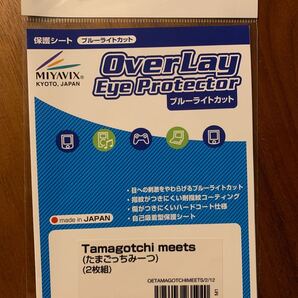 保護シート ブルーライトカット
MIYAVIX®
KYOTO, JAPAN
OverLay
Eye Protector
ブルーライトカット
・目への刺激をやわらげるブルーライトカット
・指紋がつきにくい耐指紋コーティング
・傷がつきにくいハードコート仕様
・自己吸着型保護シート
made in JAPAN
Tamagotchi meets
(たまごっちみーつ)
(2枚組)
OETAMAGOTCHIMEETS/2/12